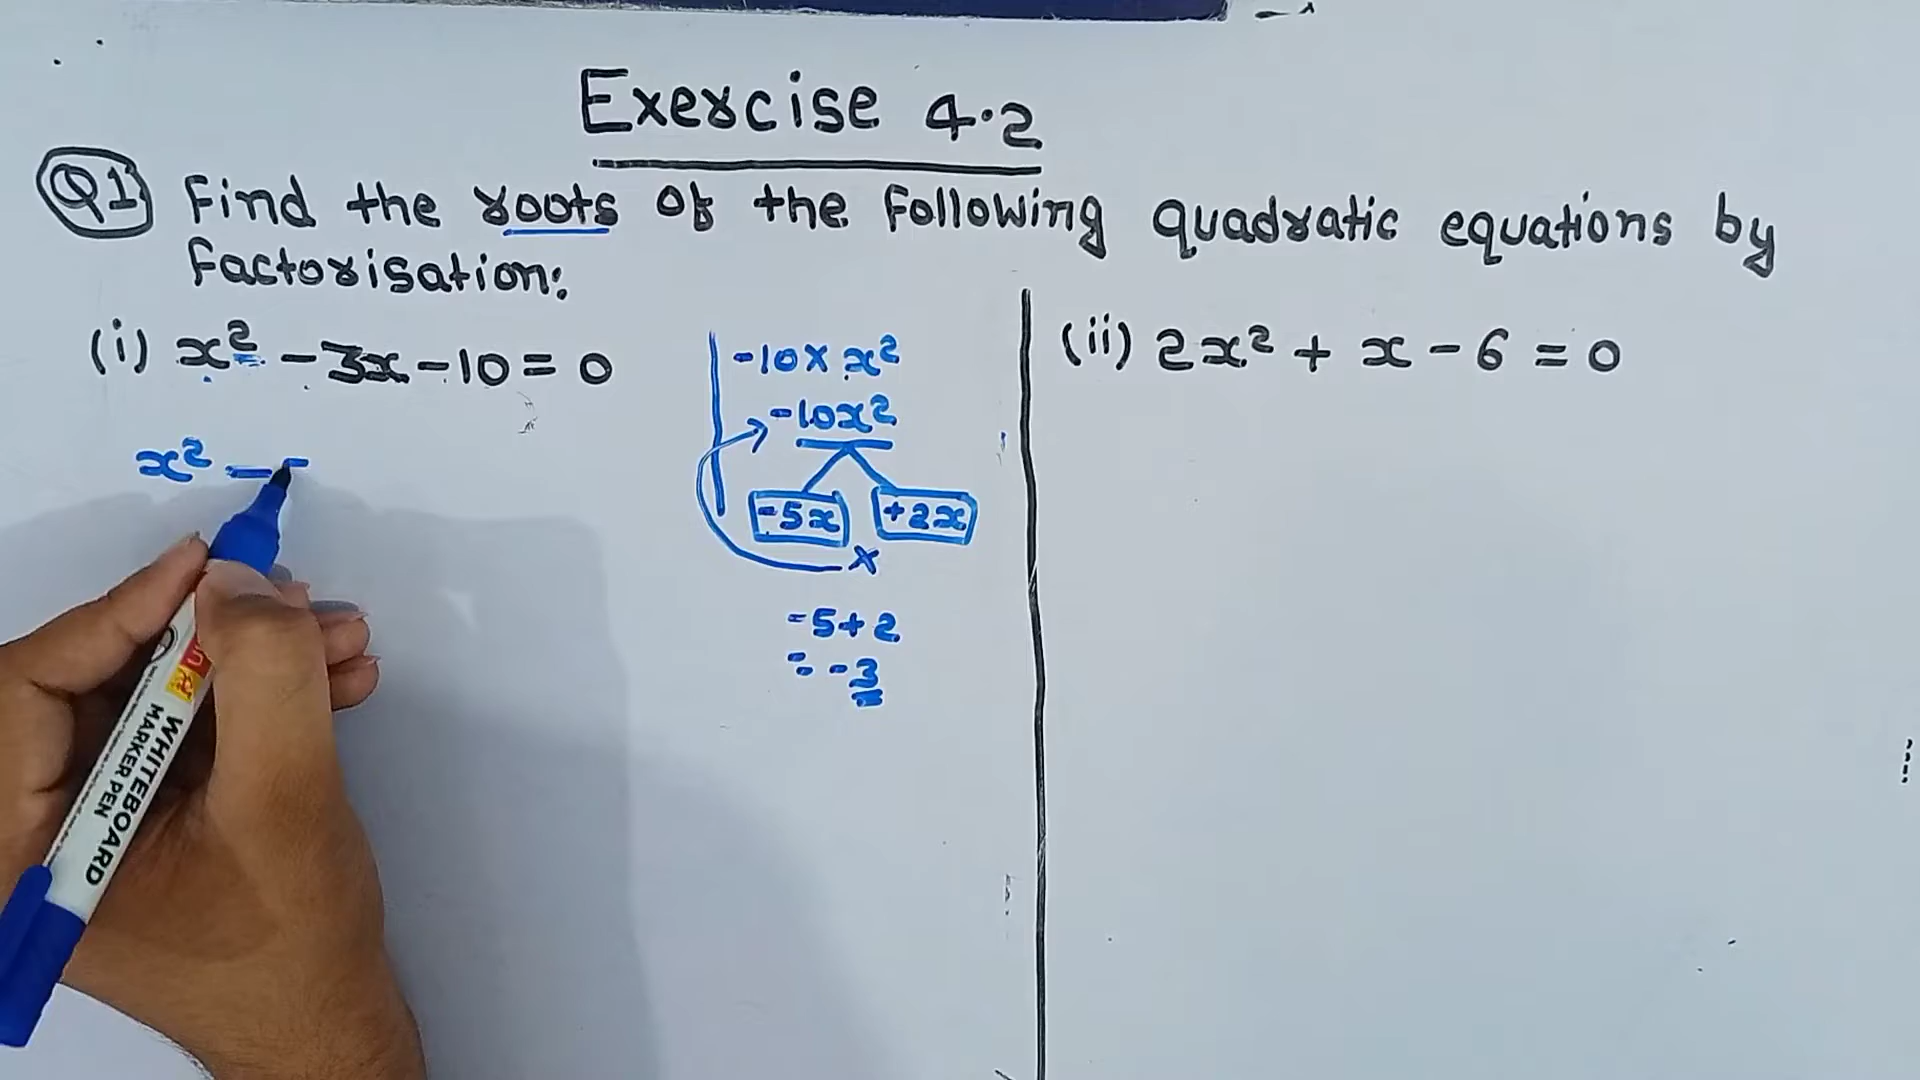 Exercise 4.2
Q1 Find the roots of the following quadratic equations by
factorisation:
(i) x² - 3x - 10 = 0
x² -
-10 × x²
-10x²
-5x +2x
×
-5+2
= -3
(ii) 2x² + x - 6 = 0
WHITEBOARD
MARKER PEN